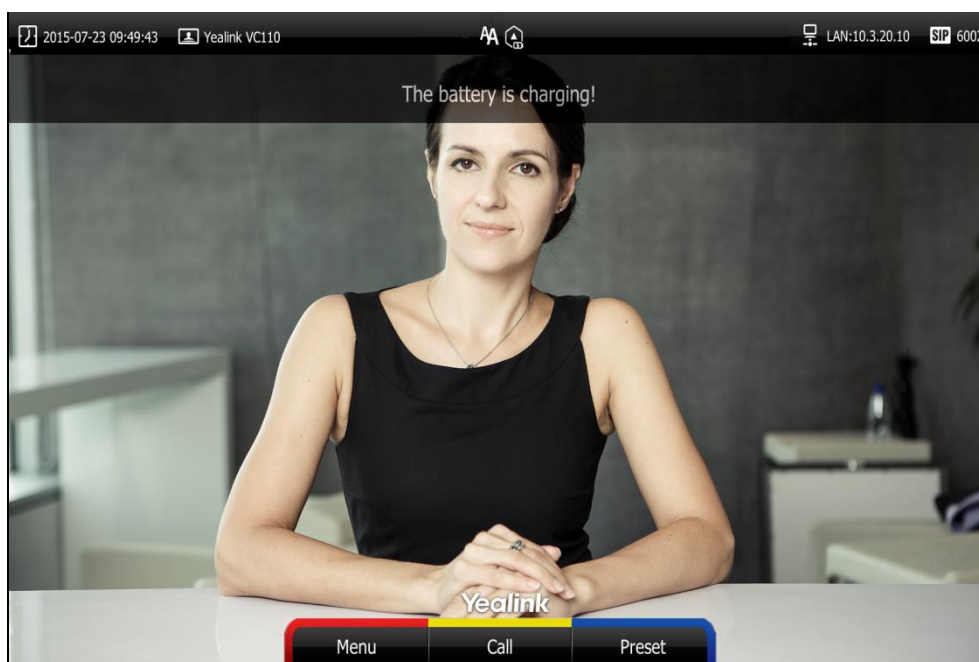 2015-07-23 09:49:43 Yealink VC110 AA LAN:10.3.20.10 SIP 6002
The battery is charging!
Yealink
Menu Call Preset